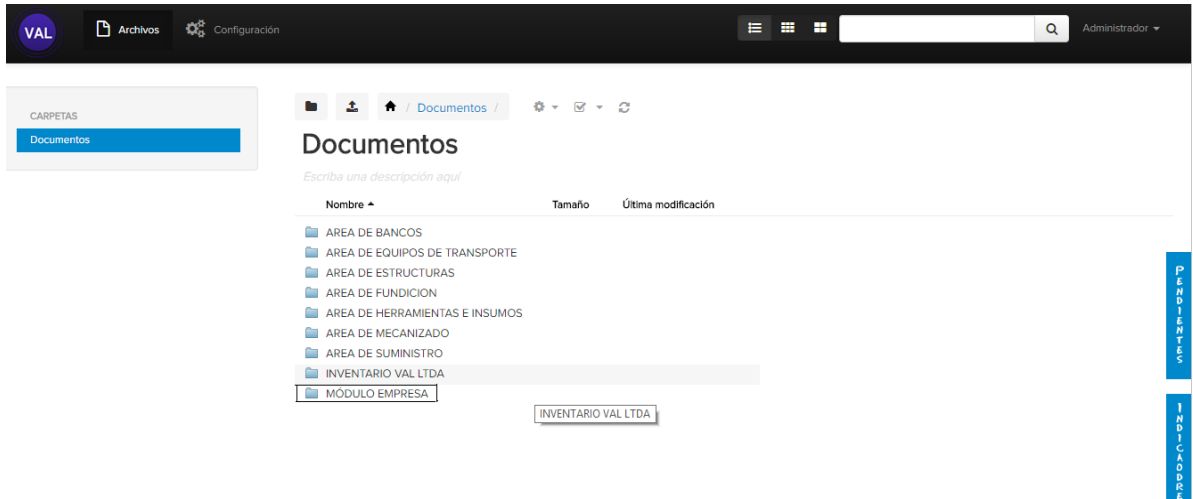 VAL
Archivos
Configuración
Administrador
CARPETAS
Documentos
/ Documentos /
Documentos
Escriba una descripción aquí
Nombre Tamaño Última modificación
AREA DE BANCOS
AREA DE EQUIPOS DE TRANSPORTE
AREA DE ESTRUCTURAS
AREA DE FUNDICION
AREA DE HERRAMIENTAS E INSUMOS
AREA DE MECANIZADO
AREA DE SUMINISTRO
INVENTARIO VAL LTDA
MÓDULO EMPRESA
INVENTARIO VAL LTDA
PENDIENTES
INDICAODRE